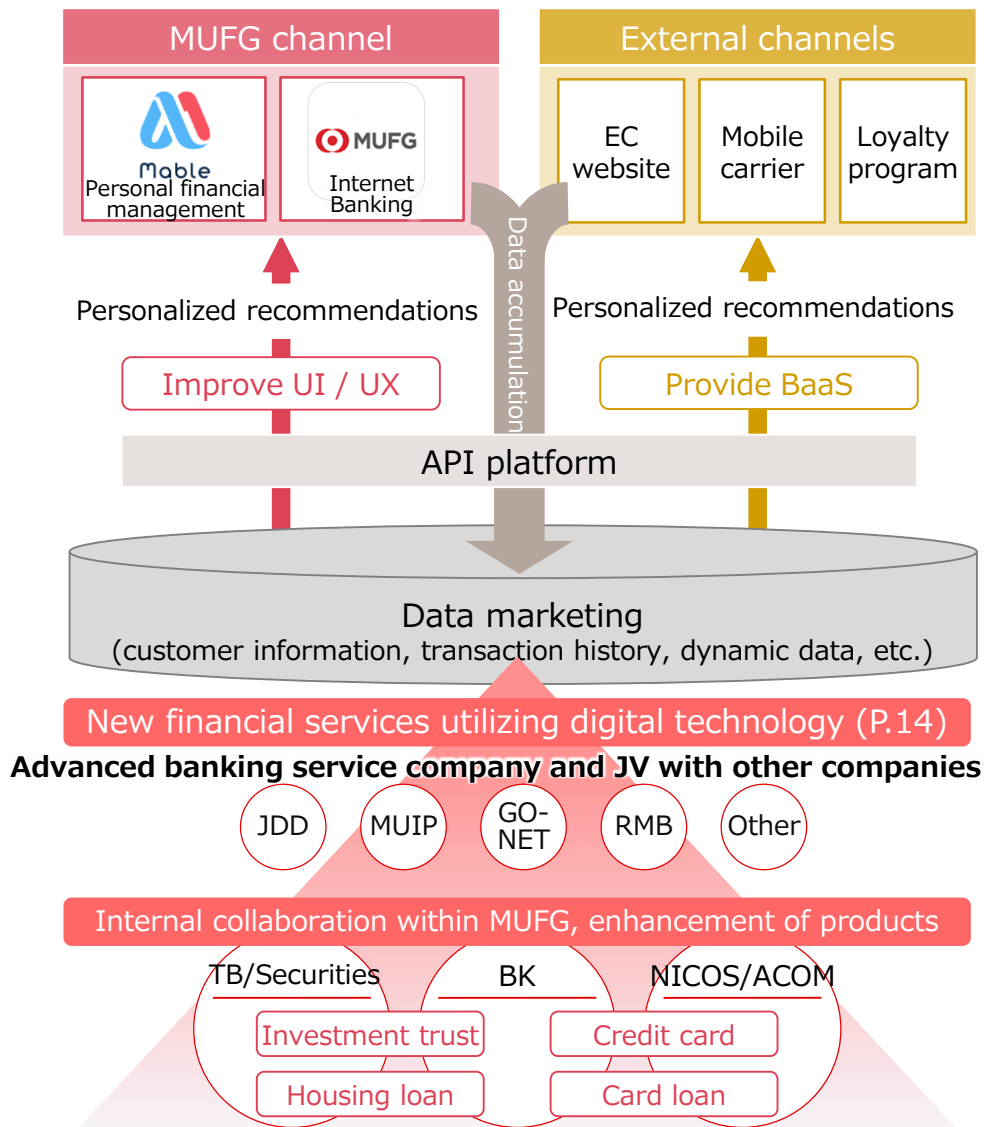 MUFG channel
External channels
Mable
Personal financial
management
MUFG
Internet
Banking
EC
website
Mobile
carrier
Loyalty
program
Data accumulation
Personalized recommendations
Personalized recommendations
Improve UI / UX
Provide BaaS
API platform
Data marketing
(customer information, transaction history, dynamic data, etc.)
New financial services utilizing digital technology (P.14)
Advanced banking service company and JV with other companies
JDD
MUIP
GO-
NET
RMB
Other
Internal collaboration within MUFG, enhancement of products
TB/Securities
BK
NICOS/ACOM
Investment trust
Credit card
Housing loan
Card loan